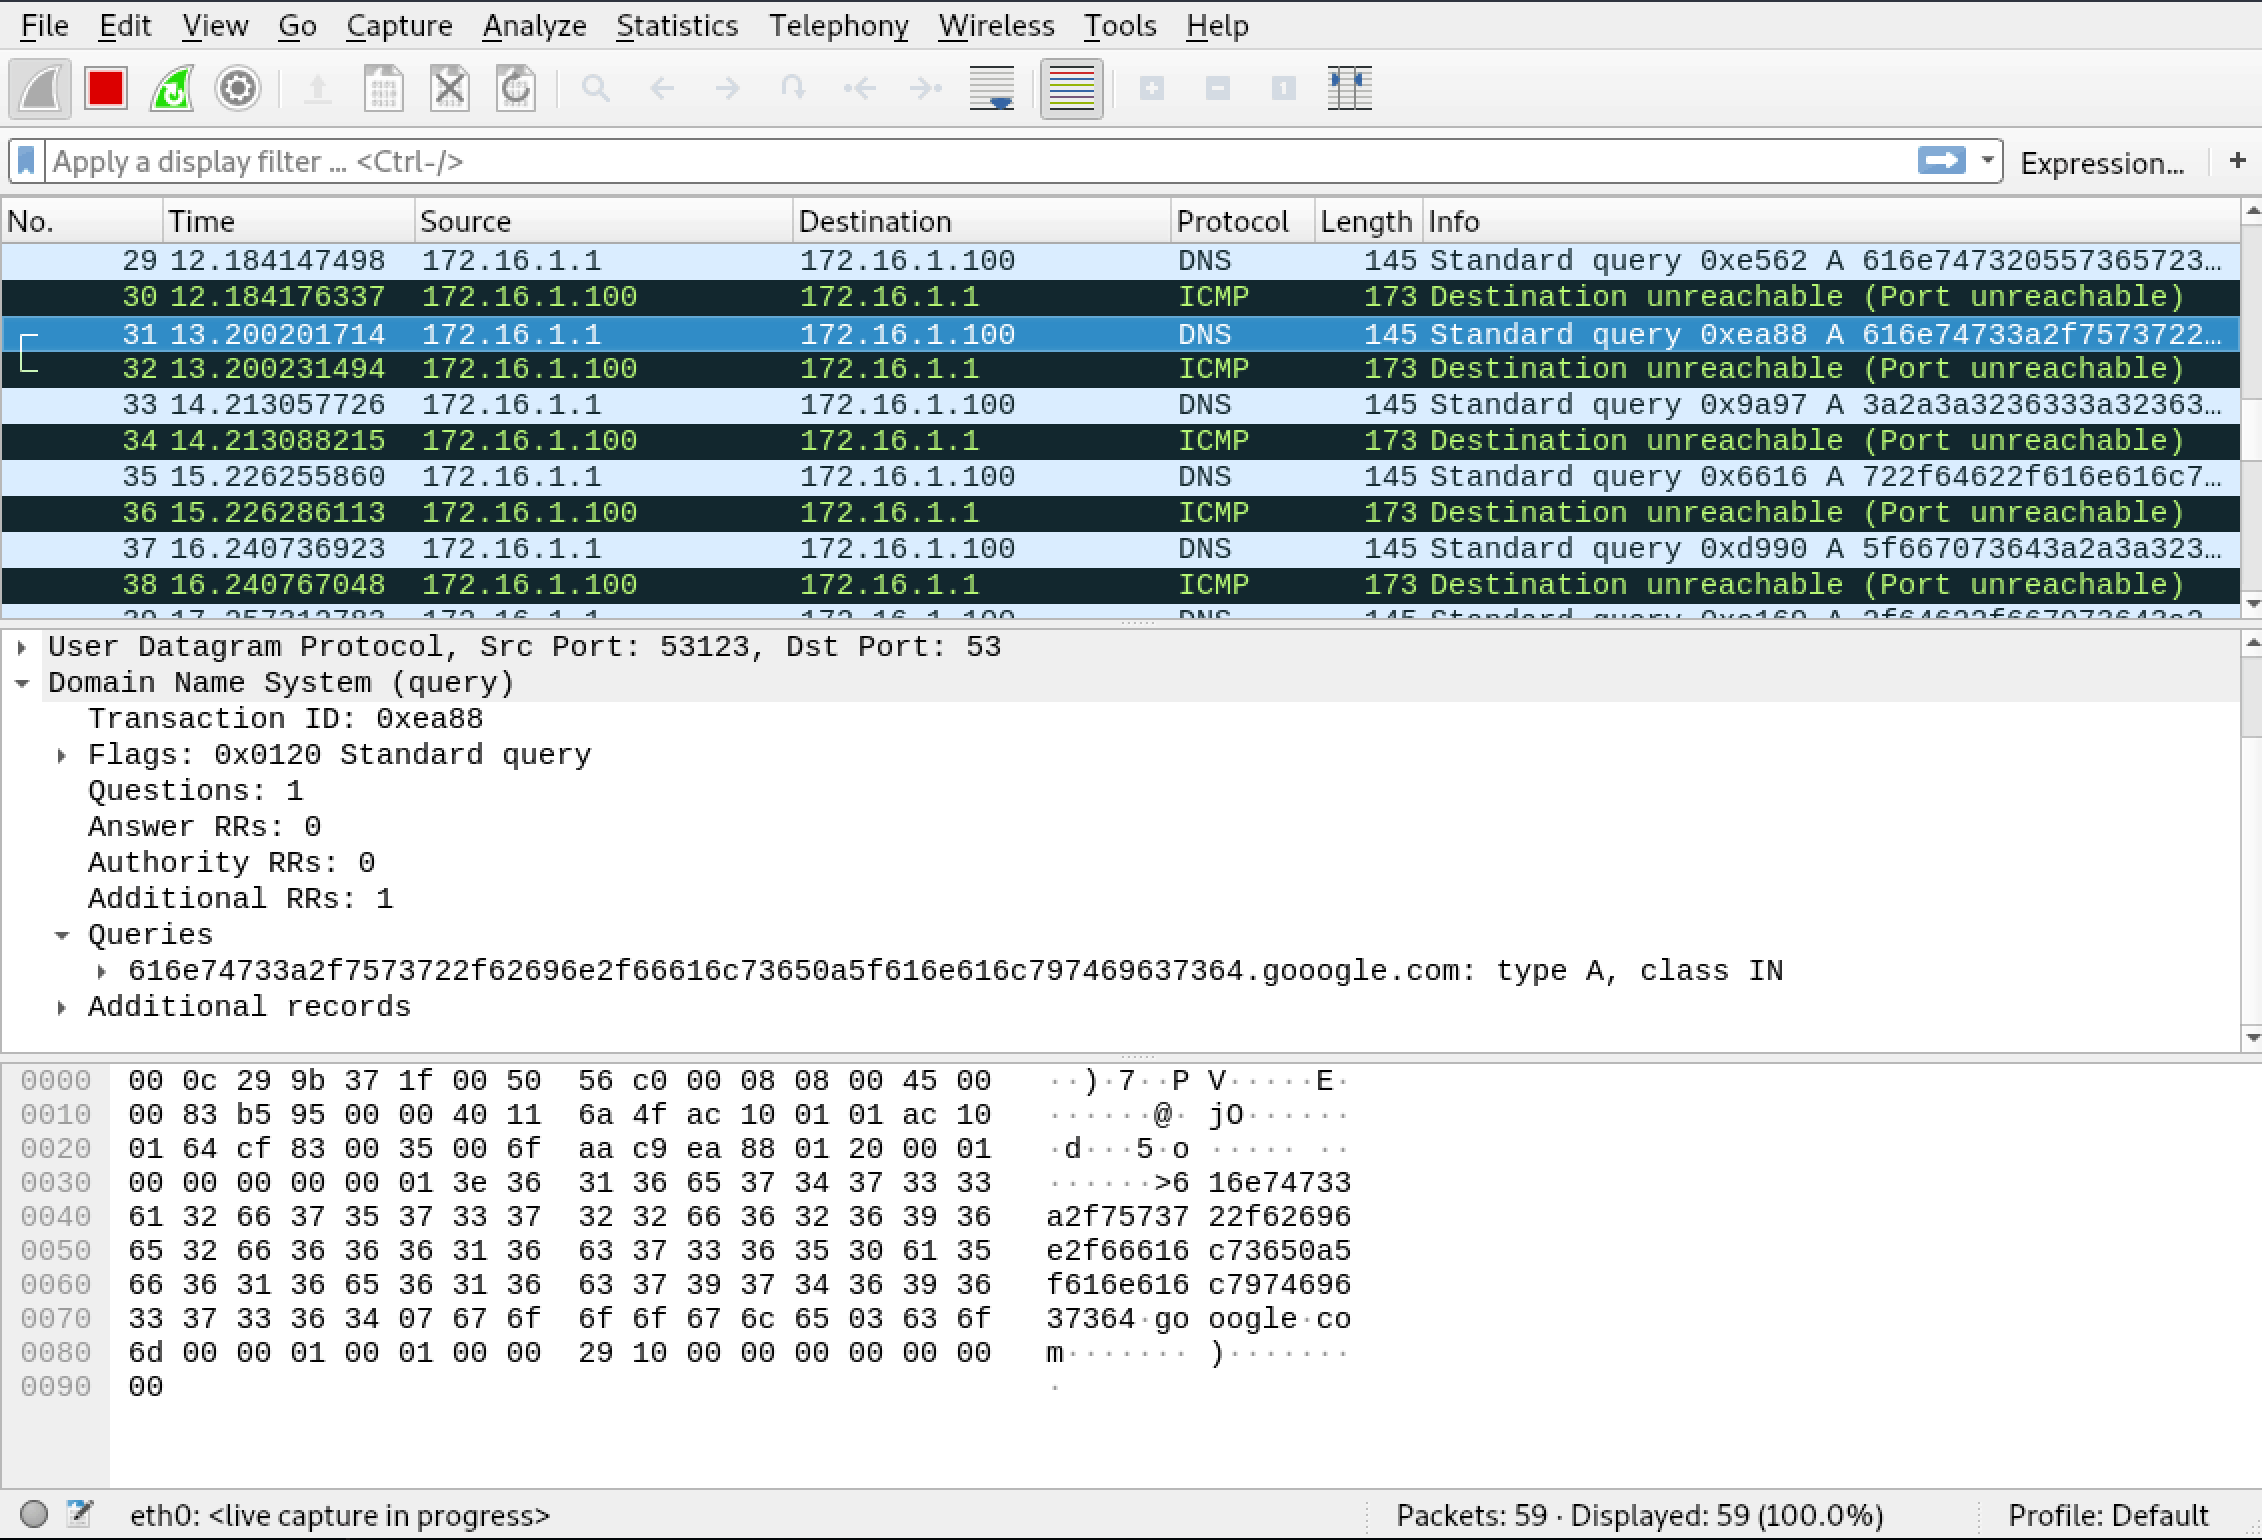 File Edit View Go Capture Analyze Statistics Telephony Wireless Tools Help
Apply a display filter ... <Ctrl-/> Expression... +
No. Time Source Destination Protocol Length Info
29 12.184147498 172.16.1.1 172.16.1.100 DNS 145 Standard query 0xe562 A 616e747320557365723…
30 12.184176337 172.16.1.100 172.16.1.1 ICMP 173 Destination unreachable (Port unreachable)
31 13.200201714 172.16.1.1 172.16.1.100 DNS 145 Standard query 0xea88 A 616e74733a2f7573722…
32 13.200231494 172.16.1.100 172.16.1.1 ICMP 173 Destination unreachable (Port unreachable)
33 14.213057726 172.16.1.1 172.16.1.100 DNS 145 Standard query 0x9a97 A 3a2a3a3236333a32363…
34 14.213088215 172.16.1.100 172.16.1.1 ICMP 173 Destination unreachable (Port unreachable)
35 15.226255860 172.16.1.1 172.16.1.100 DNS 145 Standard query 0x6616 A 722f64622f616e616c7…
36 15.226286113 172.16.1.100 172.16.1.1 ICMP 173 Destination unreachable (Port unreachable)
37 16.240736923 172.16.1.1 172.16.1.100 DNS 145 Standard query 0xd990 A 5f667073643a2a3a323…
38 16.240767048 172.16.1.100 172.16.1.1 ICMP 173 Destination unreachable (Port unreachable)
172.16.1.1 172.16.1.100 DNS 145 Standard query
User Datagram Protocol, Src Port: 53123, Dst Port: 53
Domain Name System (query)
Transaction ID: 0xea88
Flags: 0x0120 Standard query
Questions: 1
Answer RRs: 0
Authority RRs: 0
Additional RRs: 1
Queries
616e74733a2f7573722f62696e2f66616c73650a5f616e616c797469637364.gooogle.com: type A, class IN
Additional records
0000 00 0c 29 9b 37 1f 00 50 56 c0 00 08 08 00 45 00 ··)·7··P V·····E·
0010 00 83 b5 95 00 00 40 11 6a 4f ac 10 01 01 ac 10 ······@· jO······
0020 01 64 cf 83 00 35 00 6f aa c9 ea 88 01 20 00 01 ·d···5·o ····· ··
0030 00 00 00 00 00 01 3e 36 31 36 65 37 34 37 33 33 ······>6 16e74733
0040 61 32 66 37 35 37 33 37 32 32 66 36 32 36 39 36 a2f75737 22f62696
0050 65 32 66 36 36 36 31 36 63 37 33 36 35 30 61 35 e2f66616 c73650a5
0060 66 36 31 36 65 36 31 36 63 37 39 37 34 36 39 36 f616e616 c7974696
0070 33 37 33 36 34 07 67 6f 6f 6f 67 6c 65 03 63 6f 37364·go oogle·co
0080 6d 00 00 01 00 01 00 00 29 10 00 00 00 00 00 00 m······· )·······
0090 00 ·
eth0: <live capture in progress> Packets: 59 · Displayed: 59 (100.0%) Profile: Default